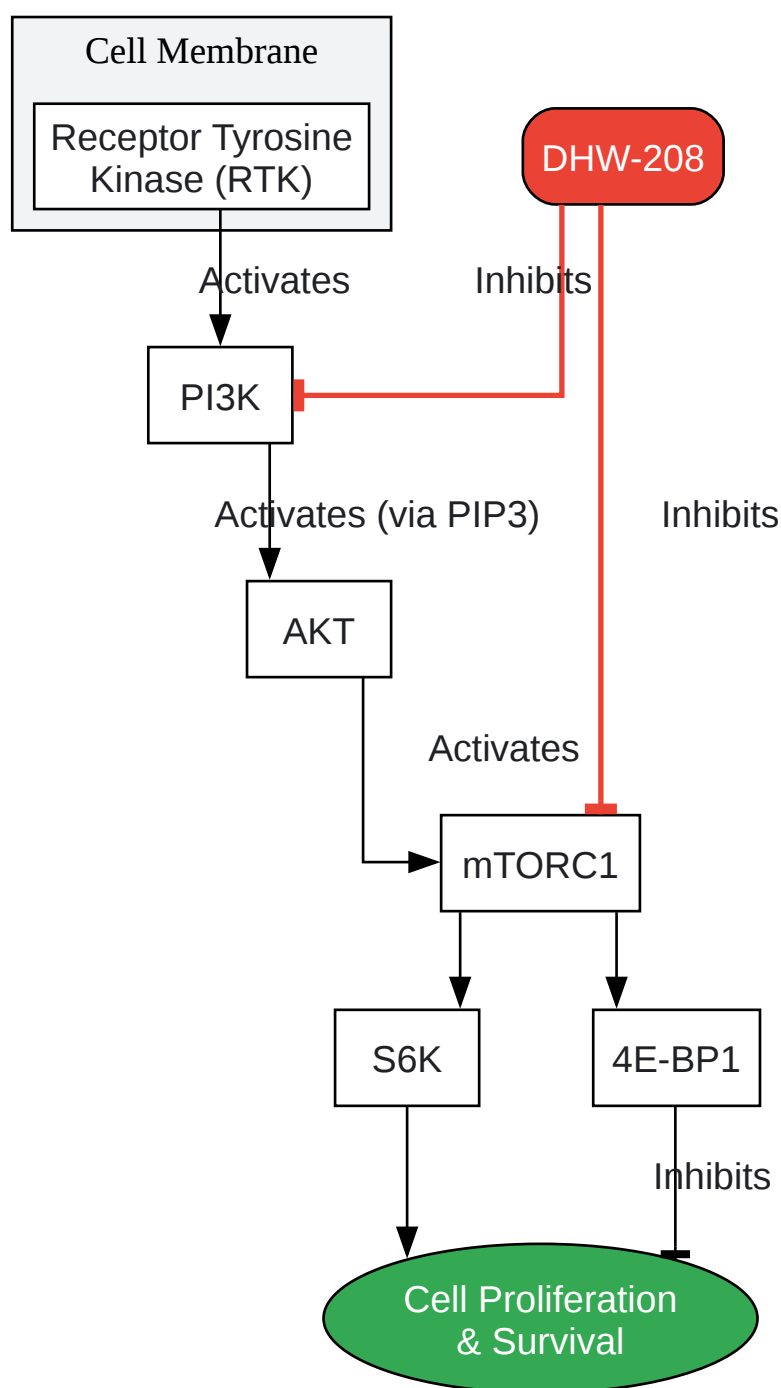 Cell Membrane
Receptor Tyrosine
Kinase (RTK)
DHW-208
Activates
Inhibits
PI3K
Activates (via PIP3)
Inhibits
AKT
Activates
mTORC1
S6K
4E-BP1
Inhibits
Cell Proliferation
& Survival